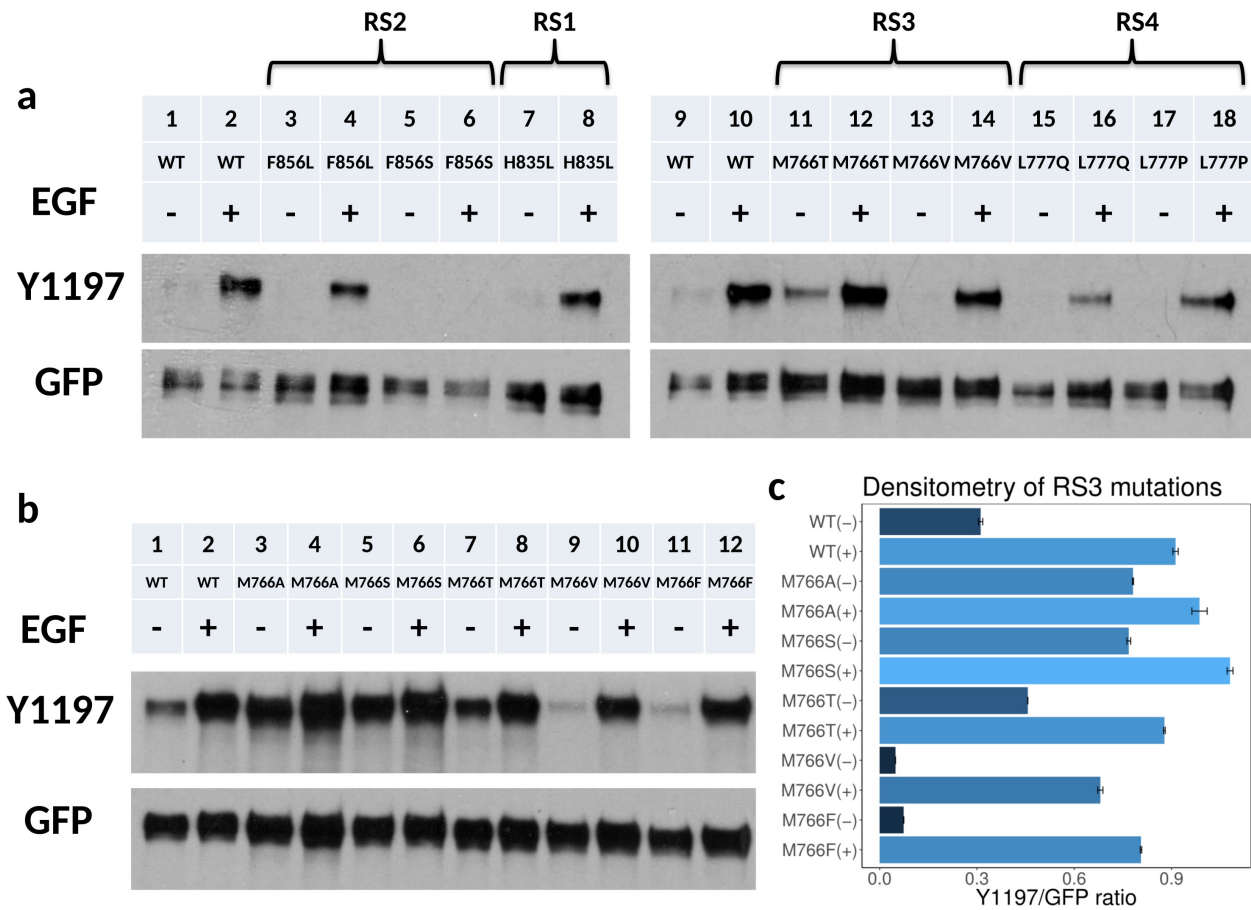 RS2 RS1 RS3 RS4
a
1 2 3 4 5 6 7 8 9 10 11 12 13 14 15 16 17 18
WT WT F856L F856L F856S F856S H835L H835L WT WT M766T M766T M766V M766V L777Q L777Q L777P L777P
EGF - + - + - + - + - + - + - + - + - +
Y1197
GFP
b
1 2 3 4 5 6 7 8 9 10 11 12
WT WT M766A M766A M766S M766S M766T M766T M766V M766V M766F M766F
EGF - + - + - + - + - + - +
Y1197
GFP
c
Densitometry of RS3 mutations
WT(−)
WT(+)
M766A(−)
M766A(+)
M766S(−)
M766S(+)
M766T(−)
M766T(+)
M766V(−)
M766V(+)
M766F(−)
M766F(+)
0.0 0.3 0.6 0.9
Y1197/GFP ratio